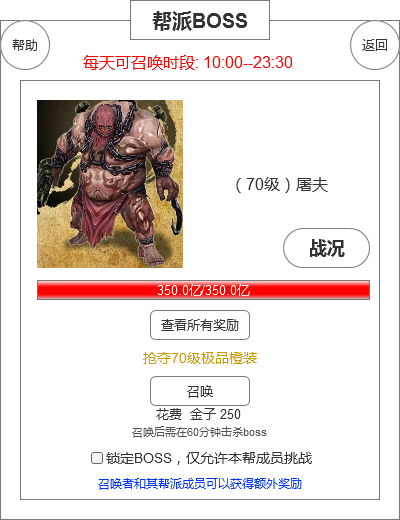 帮派BOSS
帮助
返回
每天可召唤时段: 10:00--23:30
（70级）屠夫
战况
350.0亿/350.0亿
查看所有奖励
抢夺70级极品橙装
召唤
花费 金子 250
召唤后需在60分钟击杀boss
锁定BOSS，仅允许本帮成员挑战
召唤者和其帮派成员可以获得额外奖励